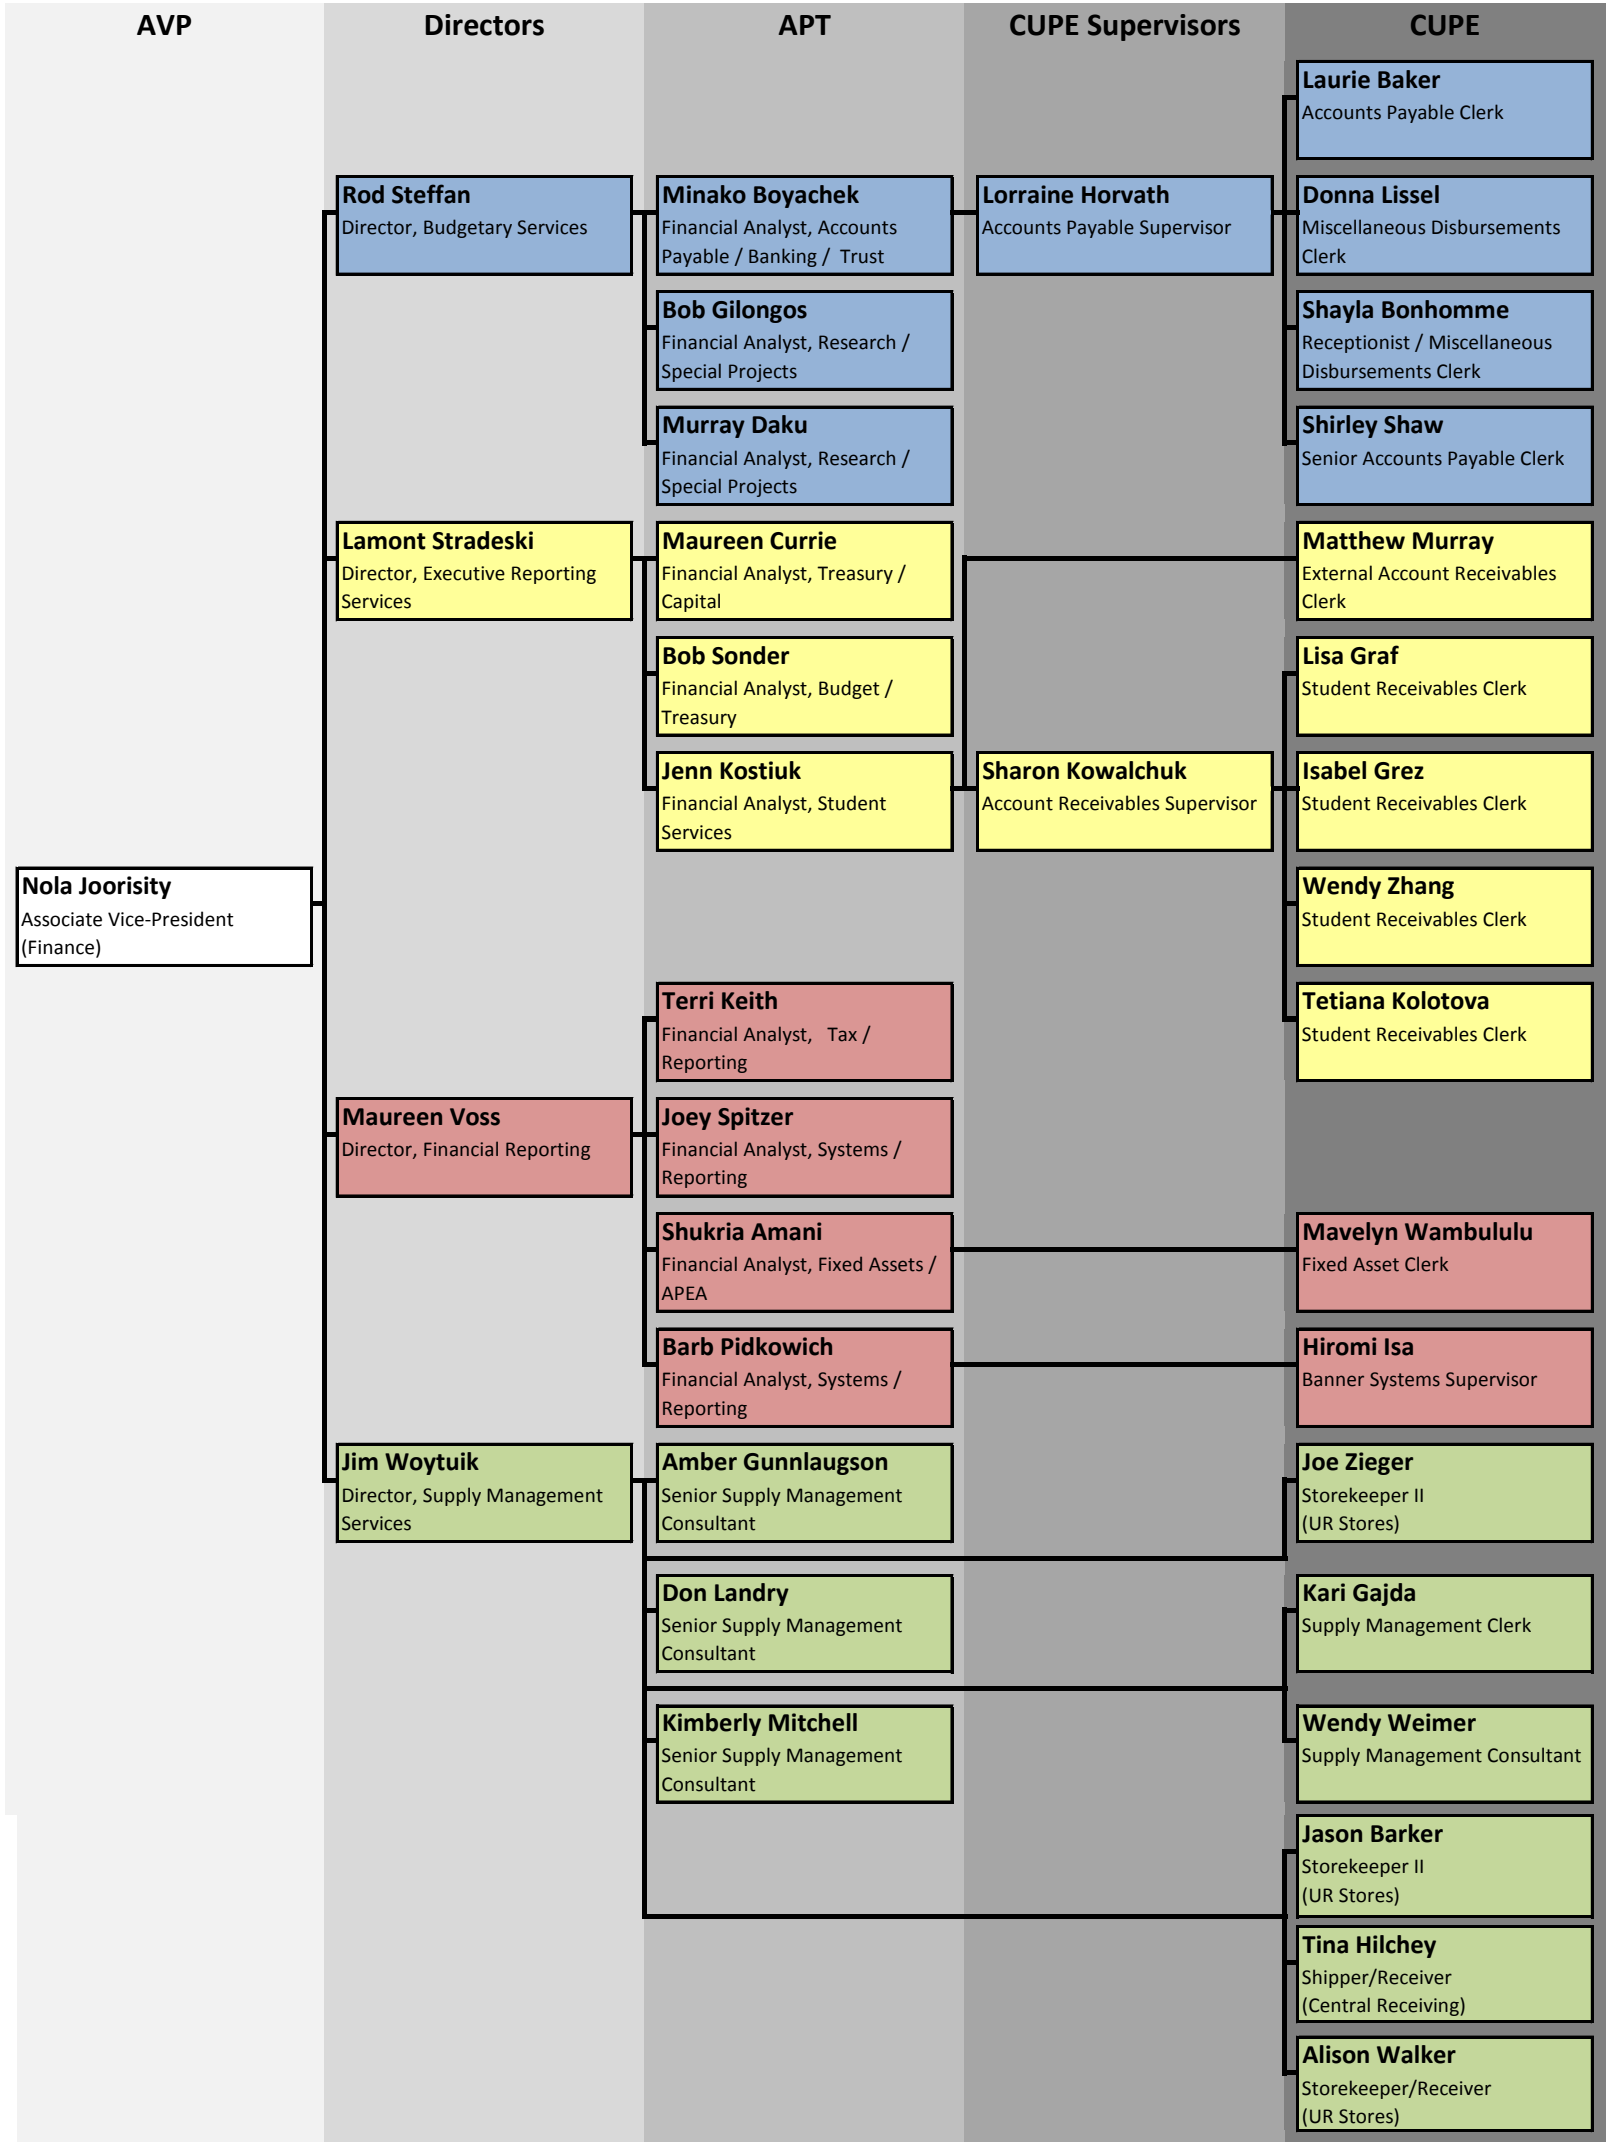 AVP
Directors
APT
CUPE Supervisors
CUPE
Laurie Baker
Accounts Payable Clerk
Rod Steffan
Director, Budgetary Services
Minako Boyachek
Financial Analyst, Accounts
Payable / Banking / Trust
Lorraine Horvath
Accounts Payable Supervisor
Donna Lissel
Miscellaneous Disbursements
Clerk
Bob Gilongos
Financial Analyst, Research /
Special Projects
Shayla Bonhomme
Receptionist / Miscellaneous
Disbursements Clerk
Murray Daku
Financial Analyst, Research /
Special Projects
Shirley Shaw
Senior Accounts Payable Clerk
Lamont Stradeski
Director, Executive Reporting
Services
Maureen Currie
Financial Analyst, Treasury /
Capital
Matthew Murray
External Account Receivables
Clerk
Bob Sonder
Financial Analyst, Budget /
Treasury
Lisa Graf
Student Receivables Clerk
Jenn Kostiuk
Financial Analyst, Student
Services
Sharon Kowalchuk
Account Receivables Supervisor
Isabel Grez
Student Receivables Clerk
Nola Joorisity
Associate Vice-President
(Finance)
Wendy Zhang
Student Receivables Clerk
Terri Keith
Financial Analyst, Tax /
Reporting
Tetiana Kolotova
Student Receivables Clerk
Maureen Voss
Director, Financial Reporting
Joey Spitzer
Financial Analyst, Systems /
Reporting
Shukria Amani
Financial Analyst, Fixed Assets /
APEA
Mavelyn Wambululu
Fixed Asset Clerk
Barb Pidkowich
Financial Analyst, Systems /
Reporting
Hiromi Isa
Banner Systems Supervisor
Jim Woytuik
Director, Supply Management
Services
Amber Gunnlaugson
Senior Supply Management
Consultant
Joe Zieger
Storekeeper II
(UR Stores)
Don Landry
Senior Supply Management
Consultant
Kari Gajda
Supply Management Clerk
Kimberly Mitchell
Senior Supply Management
Consultant
Wendy Weimer
Supply Management Consultant
Jason Barker
Storekeeper II
(UR Stores)
Tina Hilchey
Shipper/Receiver
(Central Receiving)
Alison Walker
Storekeeper/Receiver
(UR Stores)